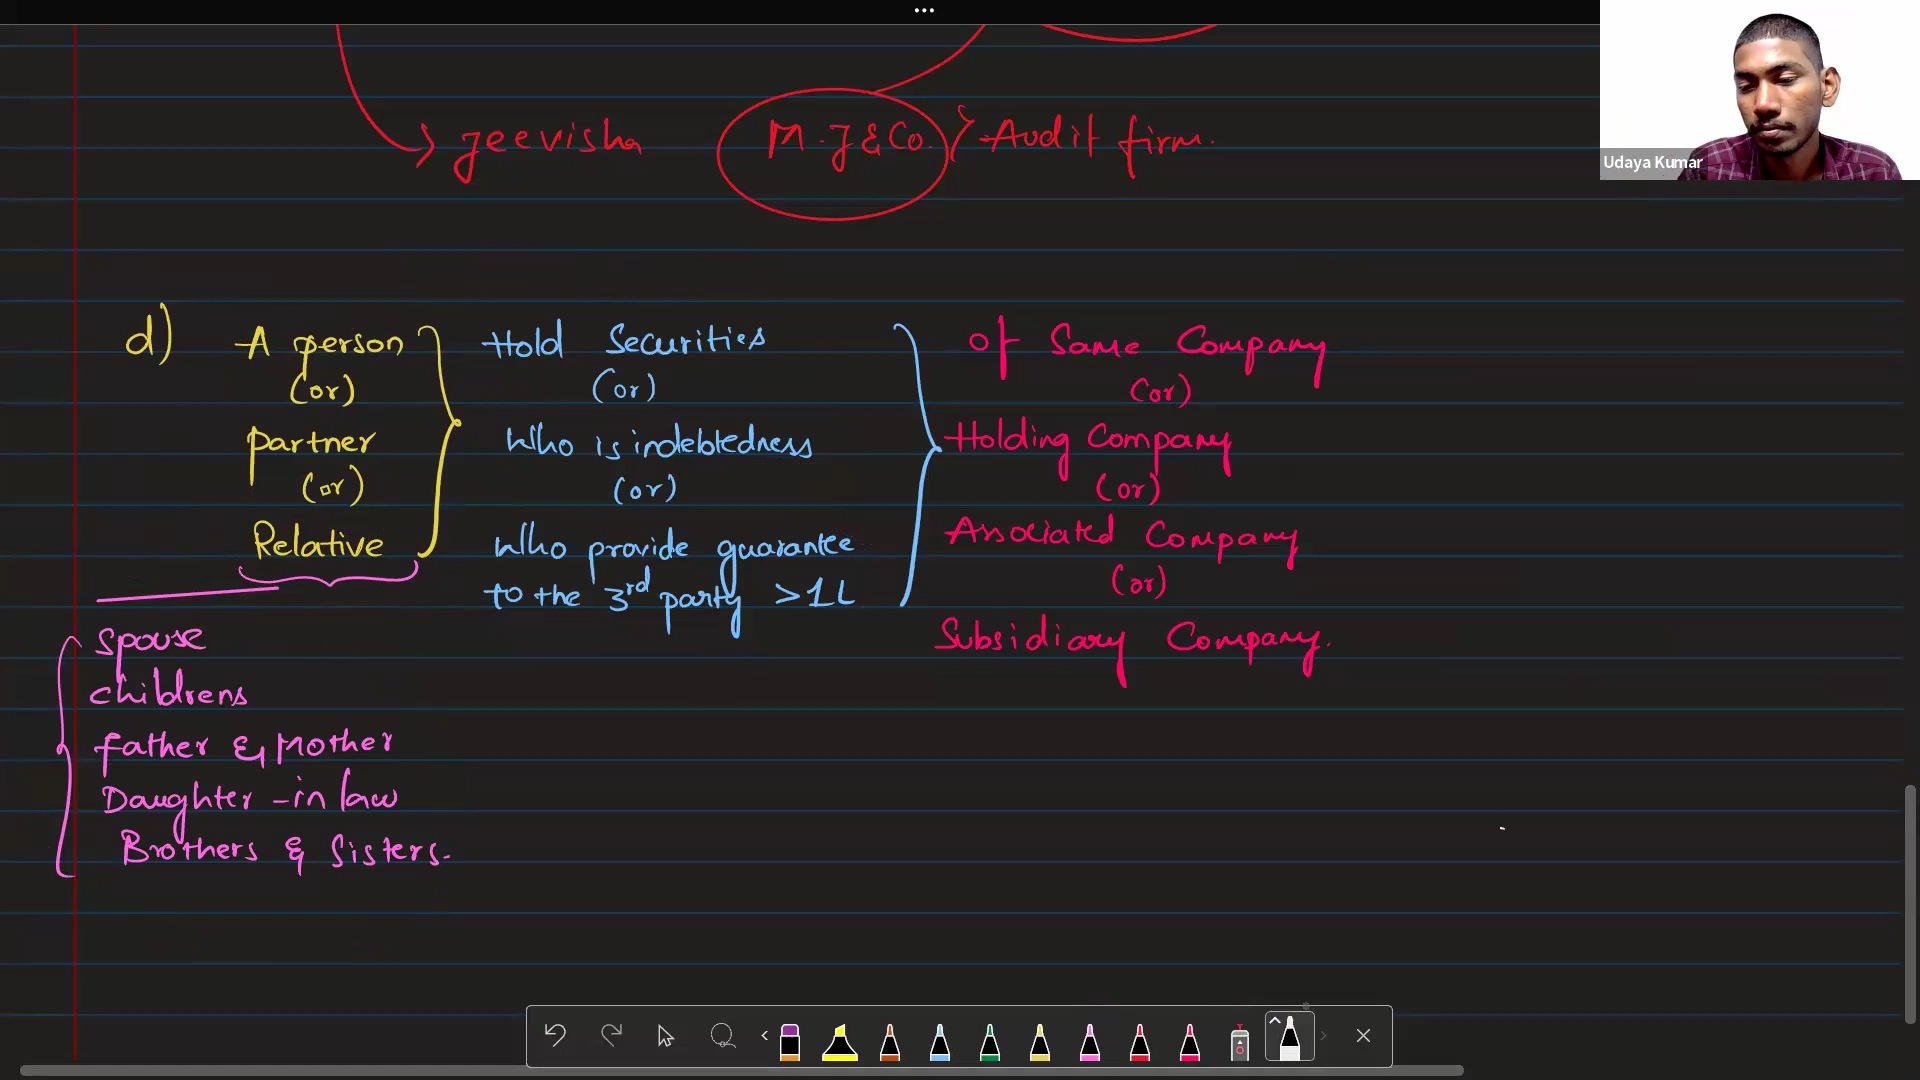 Udaya Kumar
Jeevisha M.J & Co. Audit firm.
d) A person Hold Securities of Same Company
(or) (or) (or)
partner Who is indebtedness Holding Company
(or) (or) (or)
Relative Who provide guarantee Associated Company
to the 3rd party >1L (or)
Spouse Subsidiary Company.
childrens
father & Mother
Daughter-in law
Brothers & Sisters.